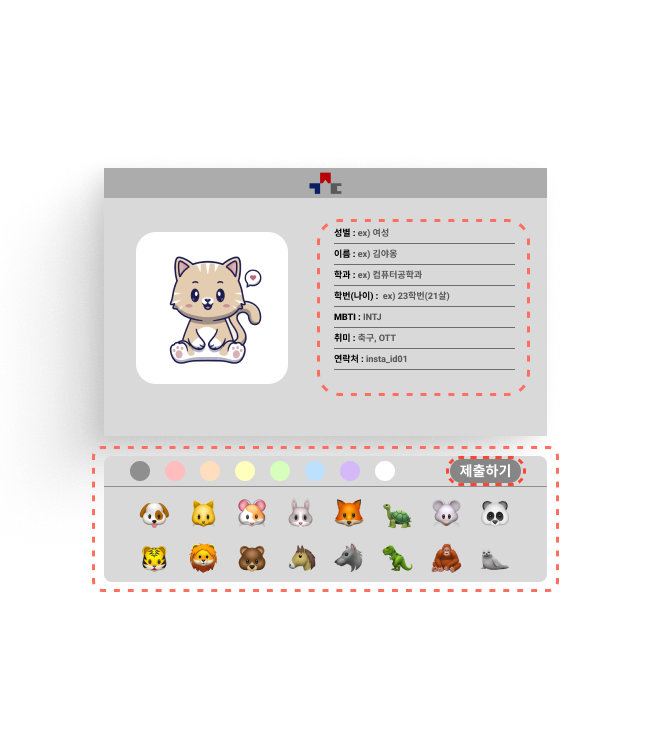 성별 : ex) 여성
이름 : ex) 김야옹
학과 : ex) 컴퓨터공학과
학번(나이) : ex) 23학번(21살)
MBTI : INTJ
취미 : 축구, OTT
연락처 : insta_id01
제출하기